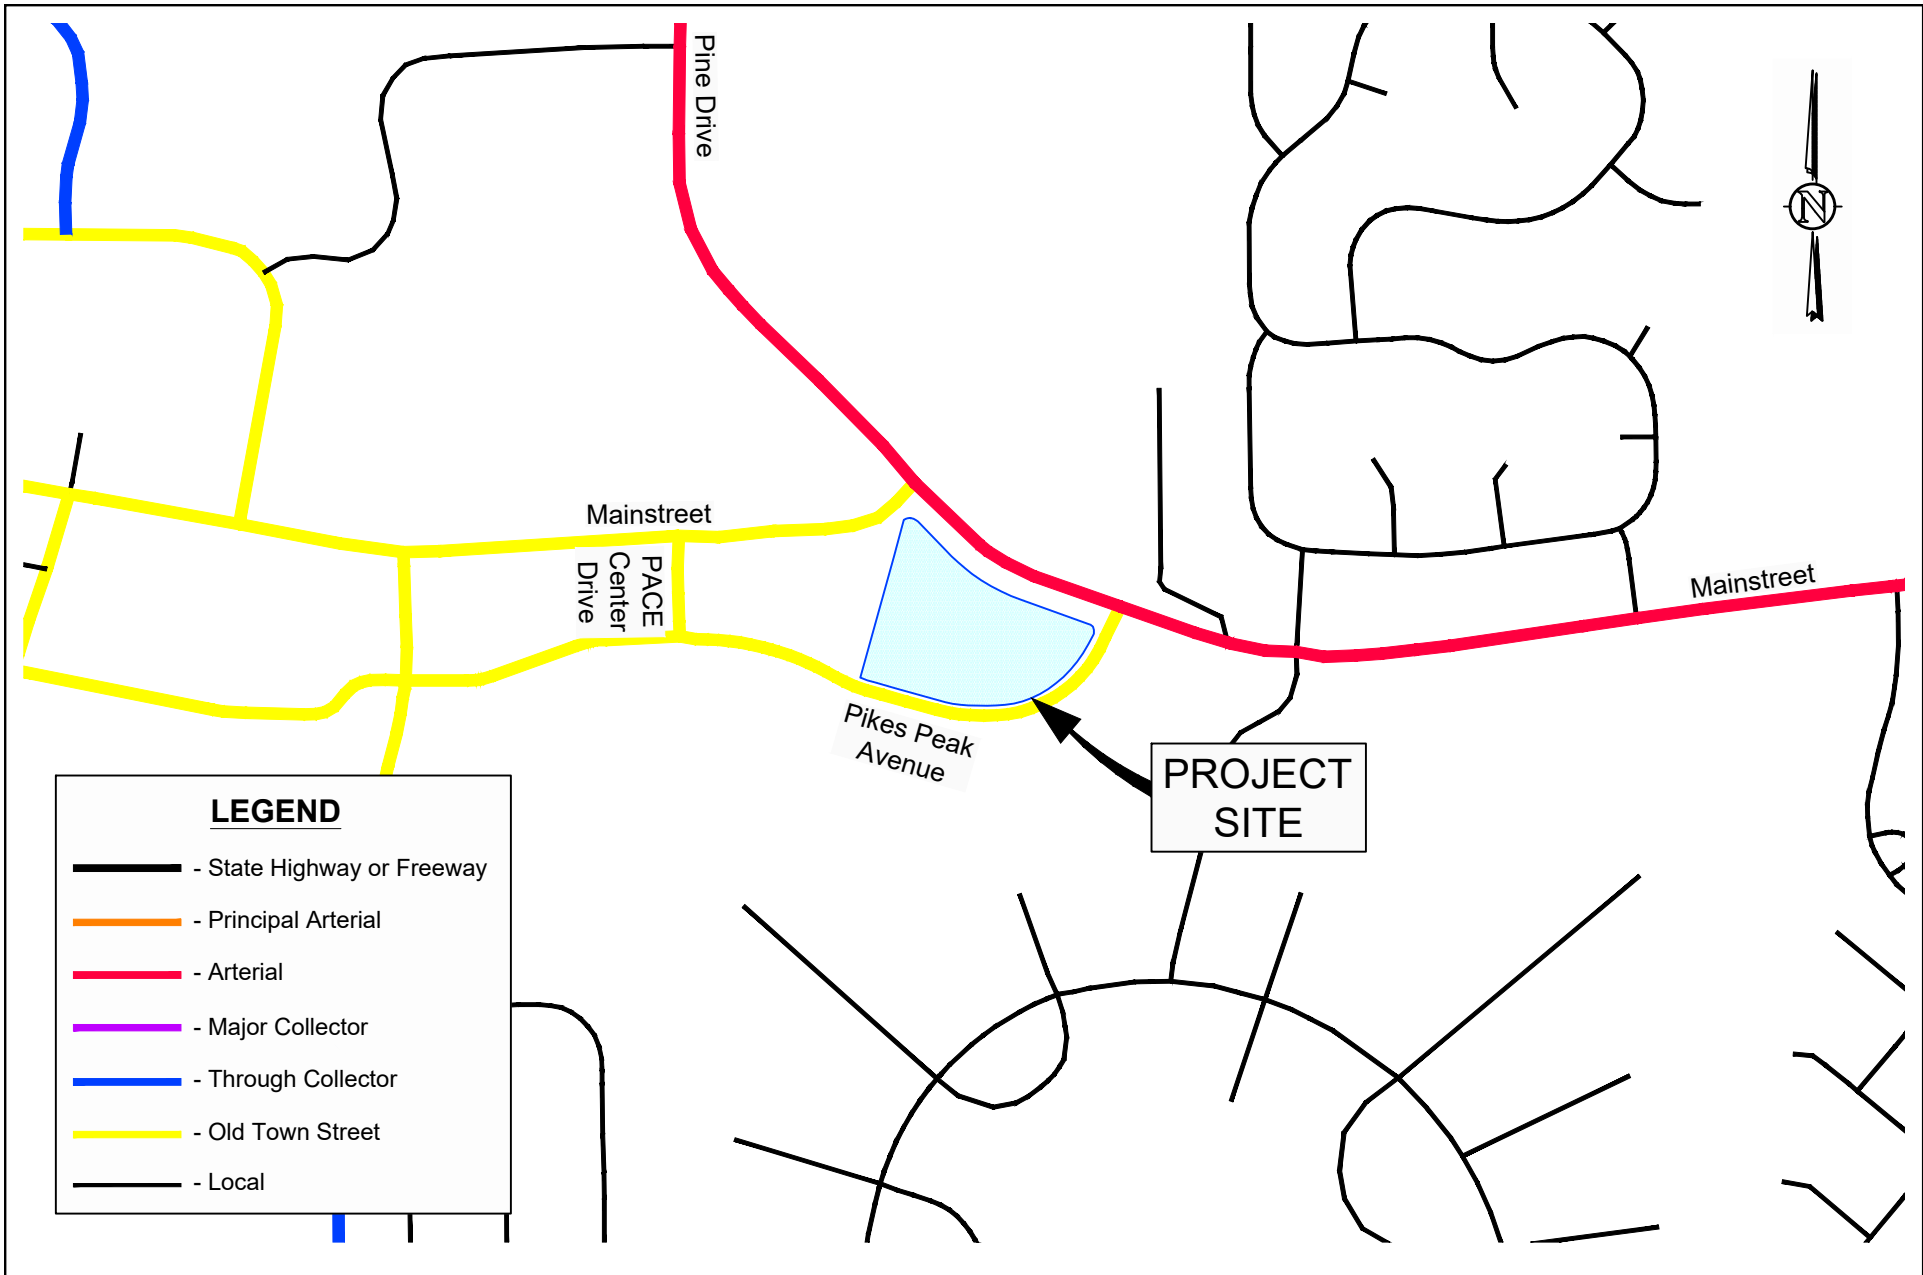 Pine Drive
N
Mainstreet
PACE
Center
Drive
Mainstreet
Pikes Peak
Avenue
PROJECT
SITE
LEGEND
- State Highway or Freeway
- Principal Arterial
- Arterial
- Major Collector
- Through Collector
- Old Town Street
- Local